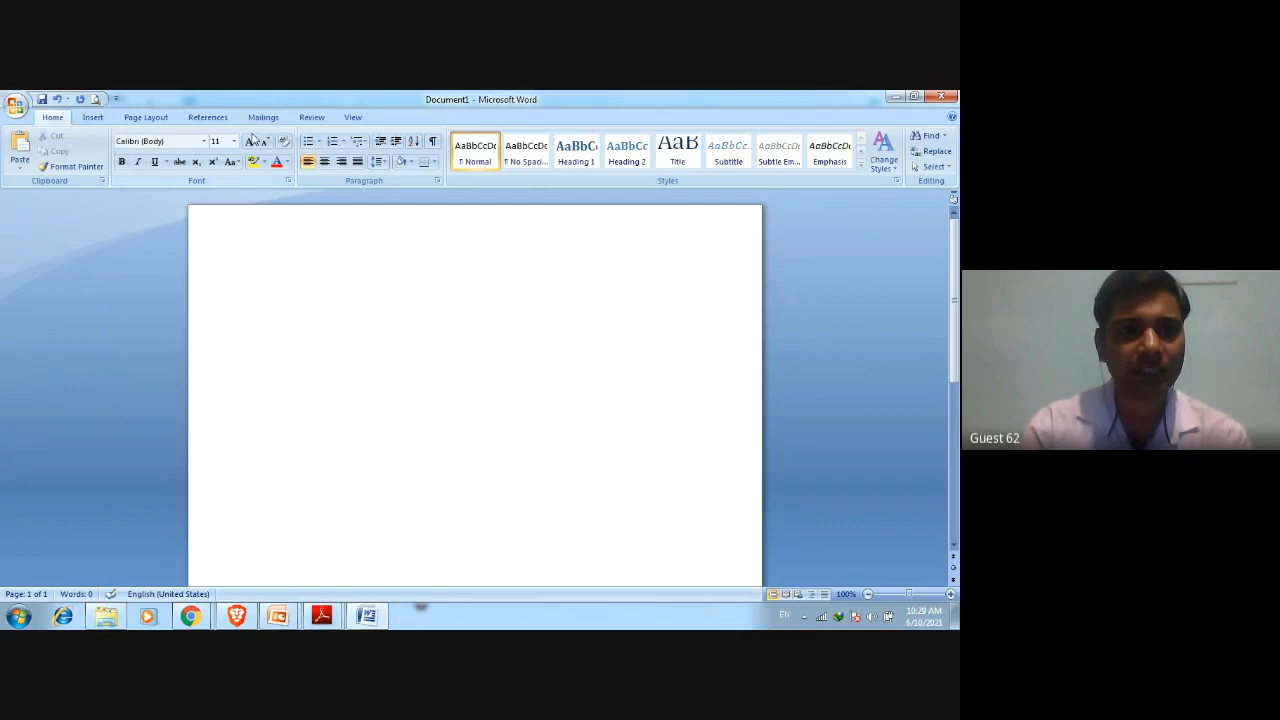 Document1 - Microsoft Word
Home Insert Page Layout References Mailings Review View
Paste
Cut
Copy
Format Painter
Clipboard
Calibri (Body) 11
Font
Paragraph
AaBbCcDc AaBbCcDc AaBbC AaBbCc AaB AaBbCc. AaBbCcDc AaBbCcDc
¶ Normal ¶ No Spaci... Heading 1 Heading 2 Title Subtitle Subtle Em... Emphasis
Change Styles
Styles
Find
Replace
Select
Editing
Guest 62
Page: 1 of 1 Words: 0 English (United States) 100%
EN
10:29 AM
6/10/2021